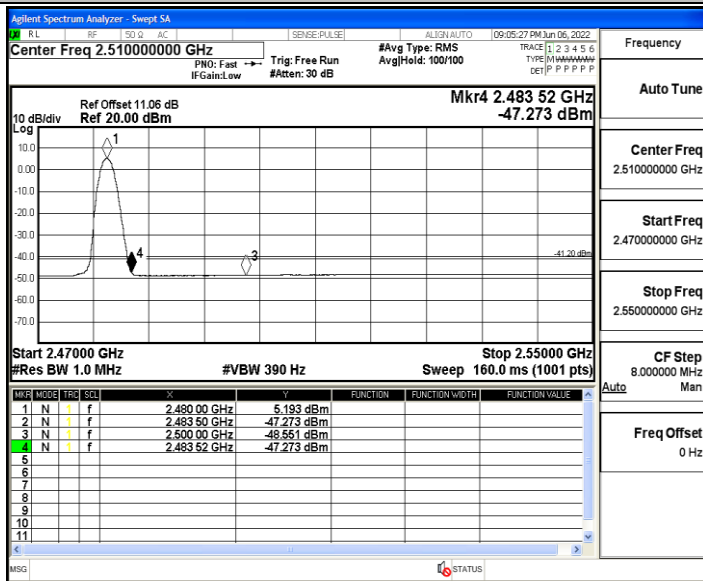 Agilent Spectrum Analyzer - Swept SA
LXI RL RF 50 Ω AC SENSE:PULSE ALIGN AUTO 09:05:27 PM Jun 06, 2022
Center Freq 2.510000000 GHz
PNO: Fast
IFGain:Low
Trig: Free Run
#Atten: 30 dB
#Avg Type: RMS
Avg|Hold: 100/100
TRACE 1 2 3 4 5 6
TYPE M WWWWW
DET P P P P P P
Ref Offset 11.06 dB
10 dB/div Ref 20.00 dBm
Log
Mkr4 2.483 52 GHz
-47.273 dBm
10.0
0.00
-10.0
-20.0
-30.0
-40.0
-50.0
-60.0
-70.0
1
4
3
-41.20 dBm
Start 2.47000 GHz Stop 2.55000 GHz
#Res BW 1.0 MHz #VBW 390 Hz Sweep 160.0 ms (1001 pts)
MKR MODE TRC SCL X Y FUNCTION FUNCTION WIDTH FUNCTION VALUE
1 N 1 f 2.480 00 GHz 5.193 dBm
2 N 1 f 2.483 50 GHz -47.273 dBm
3 N 1 f 2.500 00 GHz -48.551 dBm
4 N 1 f 2.483 52 GHz -47.273 dBm
5
6
7
8
9
10
11
MSG STATUS
Frequency
Auto Tune
Center Freq
2.510000000 GHz
Start Freq
2.470000000 GHz
Stop Freq
2.550000000 GHz
CF Step
8.000000 MHz
Auto Man
Freq Offset
0 Hz